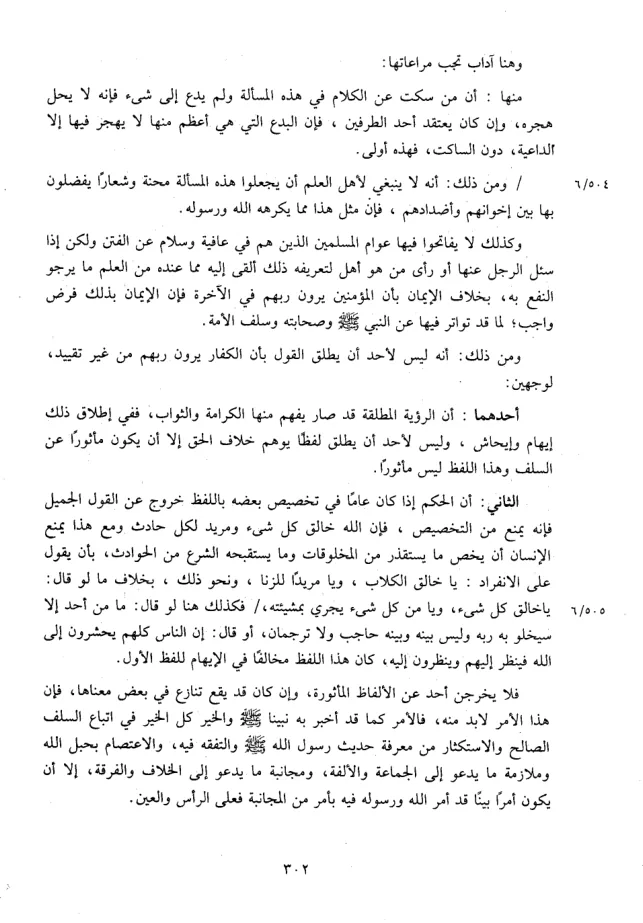 وهنا آداب تجب مراعاتها:
منها : أن من سكت عن الكلام في هذه المسألة ولم يدع إلى شىء فإنه لا يحل
هجره، وإن كان يعتقد أحد الطرفين ، فإن البدع التي هي أعظم منها لا يهجر فيها إلا
الداعية، دون الساكت، فهذه أولى.
٦/٥٠٤ / ومن ذلك: أنه لا ينبغي لأهل العلم أن يجعلوا هذه المسألة محنة وشعارًا يفضلون
بها بين إخوانهم وأضدادهم ، فإن مثل هذا مما يكرهه الله ورسوله.
وكذلك لا يفاتحوا فيها عوام المسلمين الذين هم في عافية وسلام عن الفتن ولكن إذا
سئل الرجل عنها أو رأى من هو أهل لتعريفه ذلك ألقى إليه مما عنده من العلم ما يرجو
النفع به، بخلاف الإيمان بأن المؤمنين يرون ربهم في الآخرة فإن الإيمان بذلك فرض
واجب؛ لما قد تواتر فيها عن النبي ﷺ وصحابته وسلف الأمة.
ومن ذلك: أنه ليس لأحد أن يطلق القول بأن الكفار يرون ربهم من غير تقييد،
لوجهين:
أحدهما : أن الرؤية المطلقة قد صار يفهم منها الكرامة والثواب، ففي إطلاق ذلك
إيهام وإيحاش ، وليس لأحد أن يطلق لفظًا يوهم خلاف الحق إلا أن يكون مأثورًا عن
السلف وهذا اللفظ ليس مأثورًا.
الثاني: أن الحكم إذا كان عامًا في تخصيص بعضه باللفظ خروج عن القول الجميل
فإنه يمنع من التخصيص ، فإن الله خالق كل شىء ومريد لكل حادث ومع هذا يمنع
الإنسان أن يخص ما يستقذر من المخلوقات وما يستقبحه الشرع من الحوادث، بأن يقول
على الانفراد : يا خالق الكلاب ، ويا مريدًا للزنا ، ونحو ذلك ، بخلاف ما لو قال:
٦/٥٠٥ ياخالق كل شىء، ويا من كل شىء يجري بمشيئته،/ فكذلك هنا لو قال: ما من أحد إلا
سيخلو به ربه وليس بينه وبينه حاجب ولا ترجمان، أو قال: إن الناس كلهم يحشرون إلى
الله فينظر إليهم وينظرون إليه، كان هذا اللفظ مخالفًا في الإيهام للفظ الأول.
فلا يخرجن أحد عن الألفاظ المأثورة، وإن كان قد يقع تنازع في بعض معناها، فإن
هذا الأمر لابد منه، فالأمر كما قد أخبر به نبينا ﷺ والخير كل الخير في اتباع السلف
الصالح والاستكثار من معرفة حديث رسول الله ﷺ والتفقه فيه، والاعتصام بحبل الله
وملازمة ما يدعو إلى الجماعة والألفة، ومجانبة ما يدعو إلى الخلاف والفرقة، إلا أن
يكون أمرًا بينًا قد أمر الله ورسوله فيه بأمر من المجانبة فعلى الرأس والعين.
٣٠٢